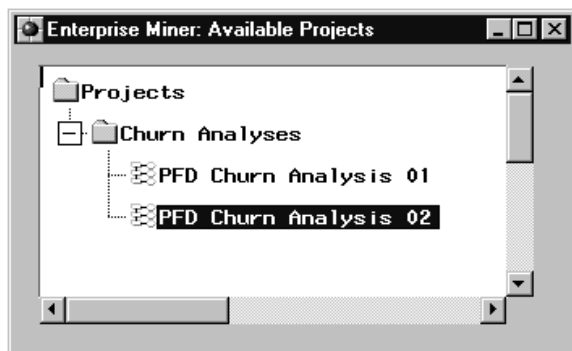 Enterprise Miner: Available Projects
Projects
Churn Analyses
PFD Churn Analysis 01
PFD Churn Analysis 02